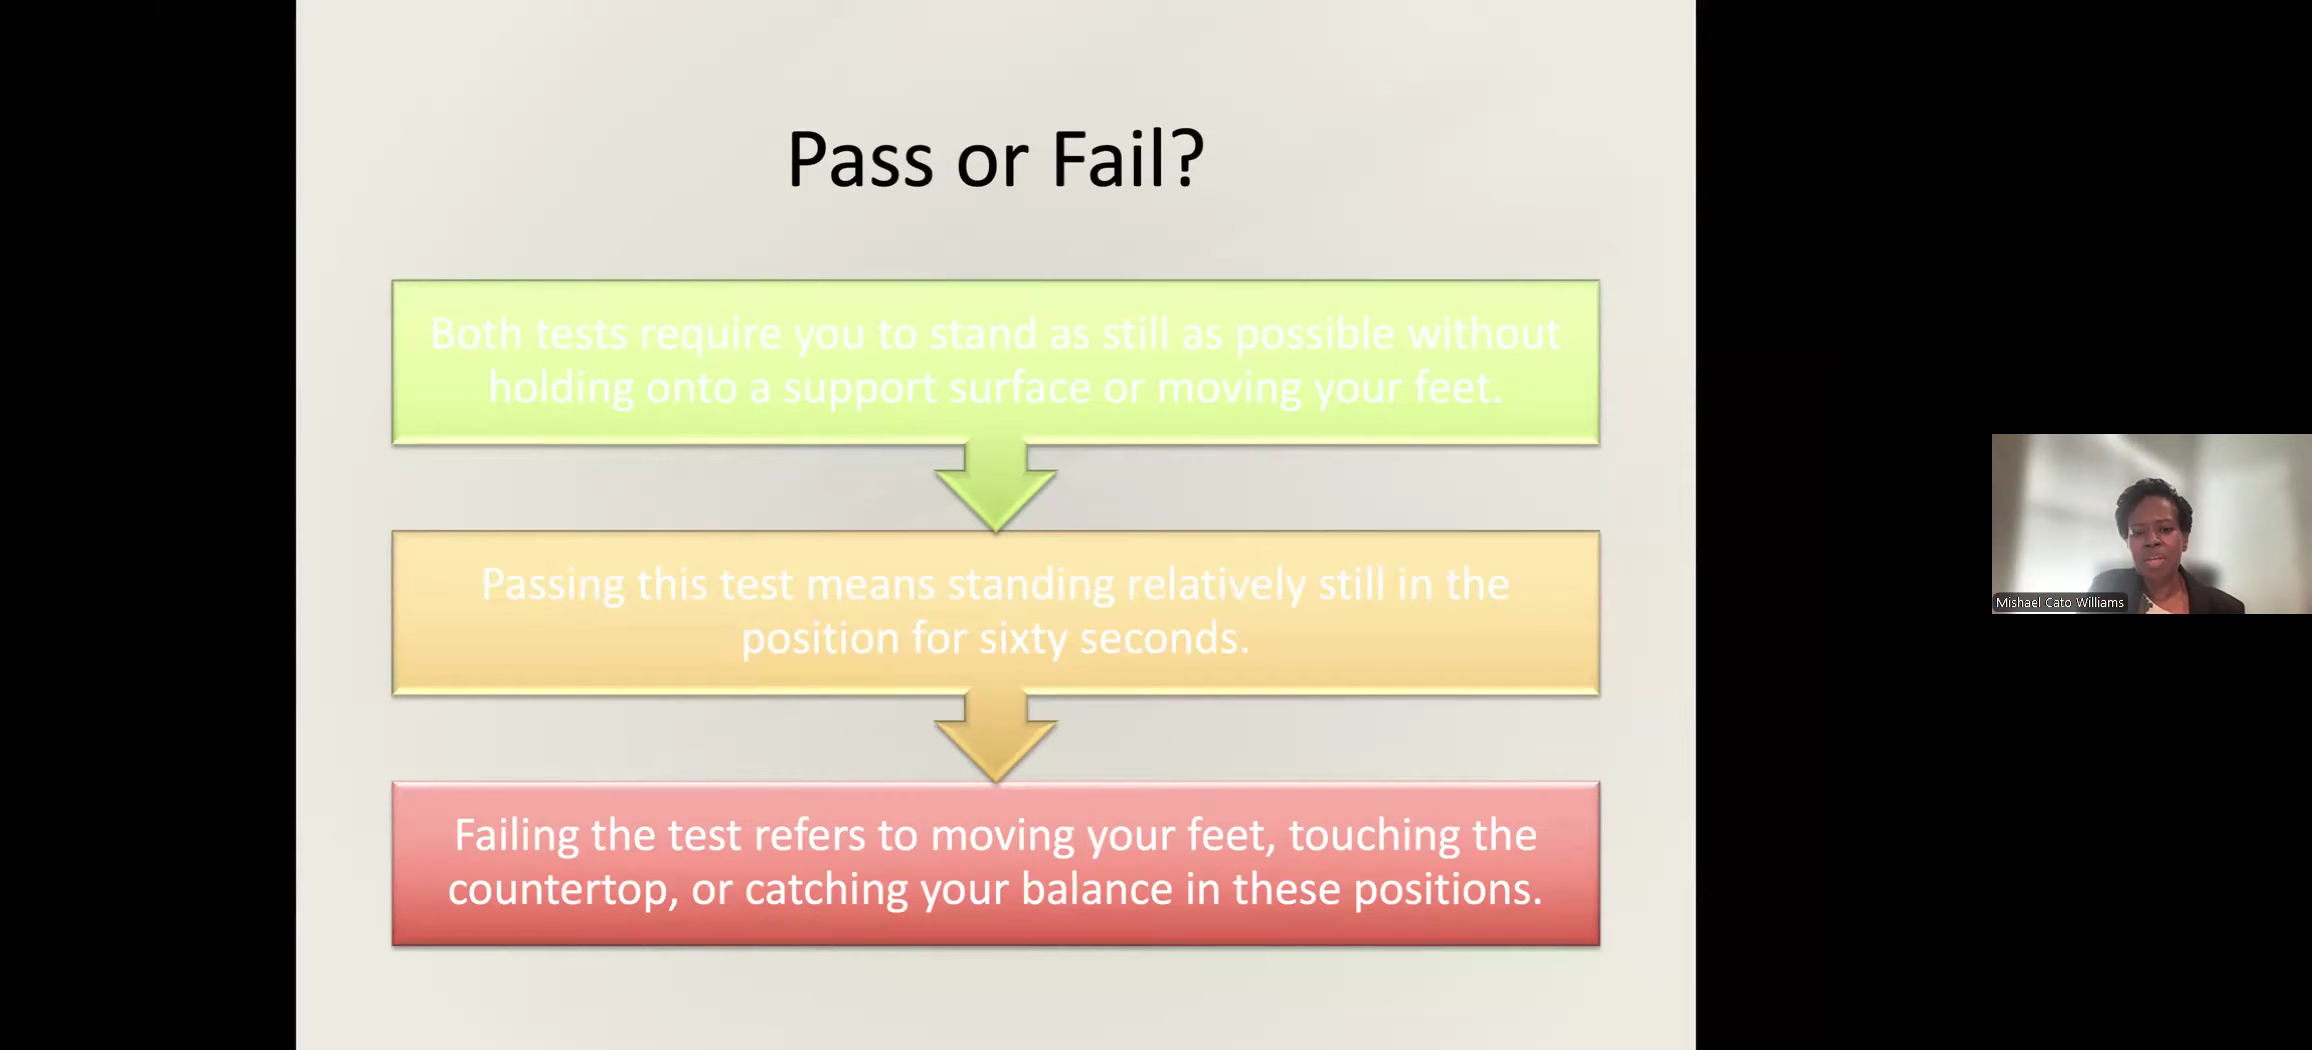 Pass or Fail?
Both tests require you to stand as still as possible without
holding onto a support surface or moving your feet.
Passing this test means standing relatively still in the
position for sixty seconds.
Failing the test refers to moving your feet, touching the
countertop, or catching your balance in these positions.
Mishael Cato Williams